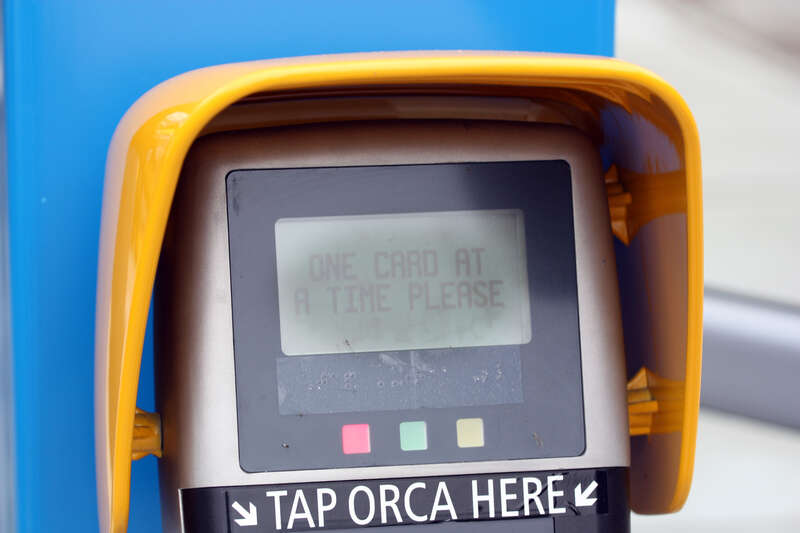 ONE CARD AT
A TIME PLEASE
TAP ORCA HERE